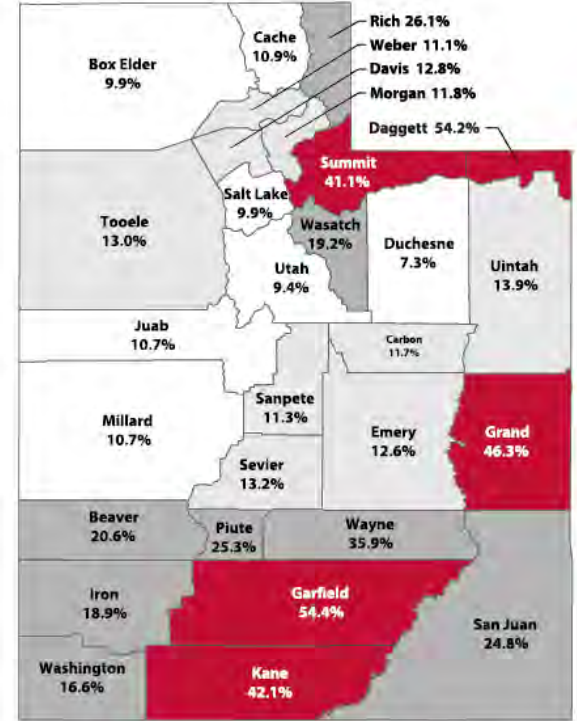 Rich 26.1%
Weber 11.1%
Davis 12.8%
Morgan 11.8%
Daggett 54.2%
Cache
10.9%
Box Elder
9.9%
Summit
41.1%
Salt Lake
9.9%
Tooele
13.0%
Wasatch
19.2%
Duchesne
7.3%
Uintah
13.9%
Utah
9.4%
Juab
10.7%
Carbon
11.7%
Sanpete
11.3%
Millard
10.7%
Emery
12.6%
Grand
46.3%
Sevier
13.2%
Beaver
20.6%
Piute
25.3%
Wayne
35.9%
Iron
18.9%
Garfield
54.4%
San Juan
24.8%
Washington
16.6%
Kane
42.1%